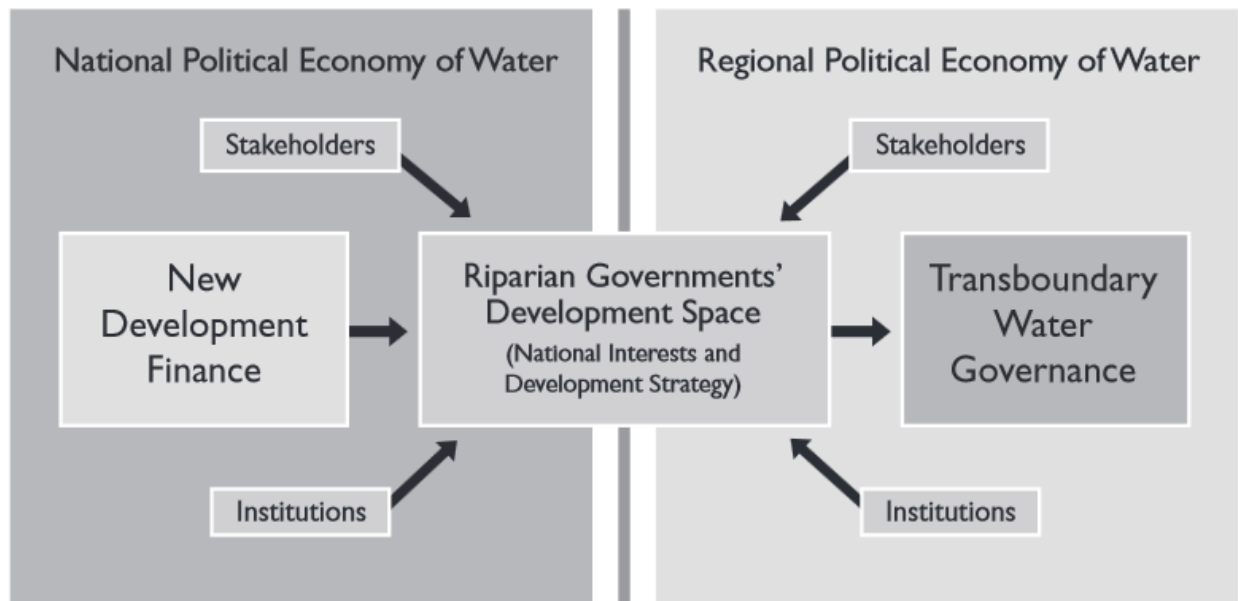 National Political Economy of Water
Regional Political Economy of Water
Stakeholders
Stakeholders
New
Development
Finance
Riparian Governments’
Development Space
(National Interests and
Development Strategy)
Transboundary
Water
Governance
Institutions
Institutions